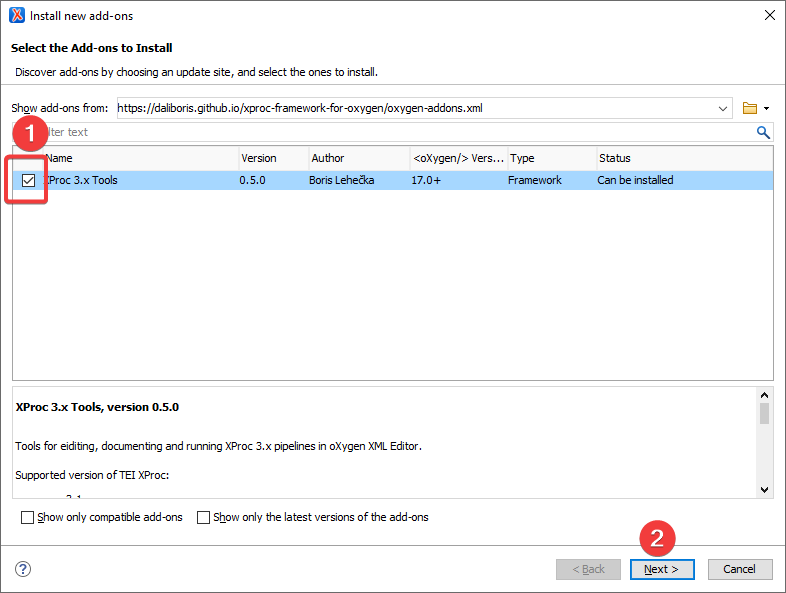 Install new add-ons
Select the Add-ons to Install
Discover add-ons by choosing an update site, and select the ones to install.
Show add-ons from: https://daliboris.github.io/xproc-framework-for-oxygen/oxygen-addons.xml
1 text
Name Version Author <oXygen/> Vers... Type Status
XProc 3.x Tools 0.5.0 Boris Lehečka 17.0+ Framework Can be installed
XProc 3.x Tools, version 0.5.0
Tools for eiditing, documenting and running XProc 3.x pipelines in oXygen XML Editor.
Supported version of TEI XProc:
Show only compatible add-ons Show only the latest versions of the add-ons
2
? < Back Next > Cancel